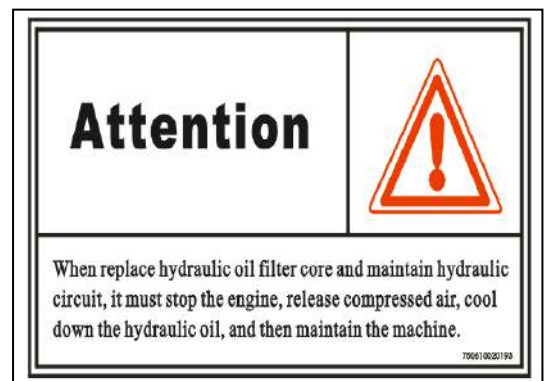 Attention
When replace hydraulic oil filter core and maintain hydraulic
circuit, it must stop the engine, release compressed air, cool
down the hydraulic oil, and then maintain the machine.
750610020193